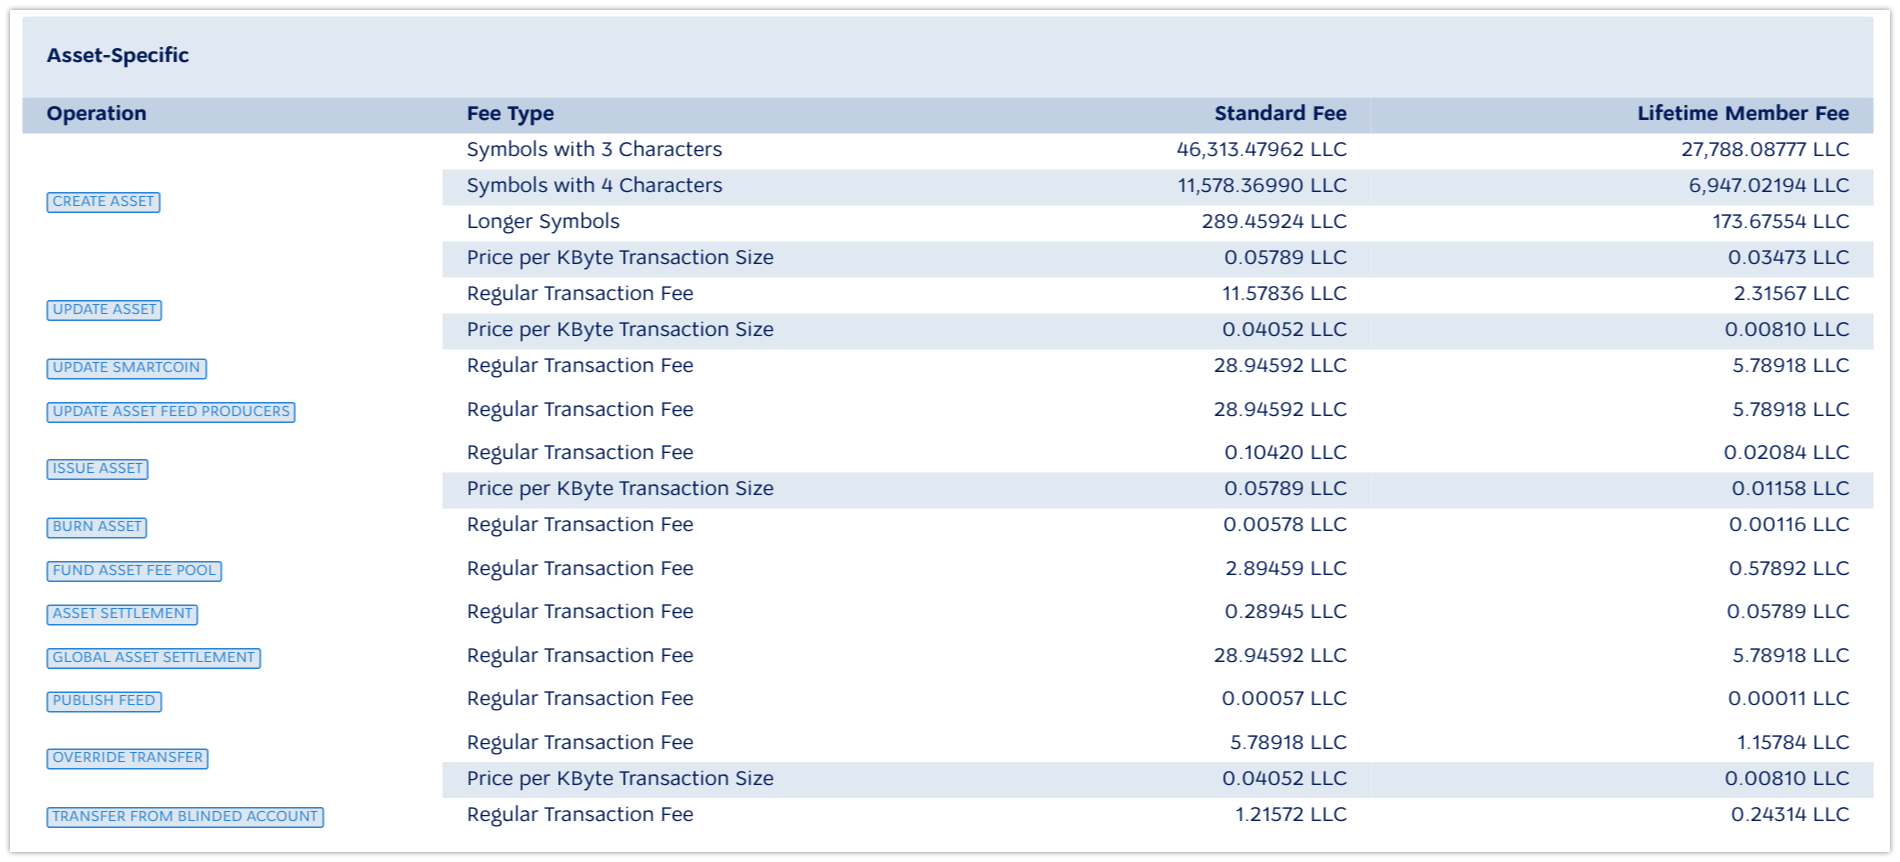 Asset-Specific
Operation Fee Type Standard Fee Lifetime Member Fee
CREATE ASSET
Symbols with 3 Characters 46,313.47962 LLC 27,788.08777 LLC
Symbols with 4 Characters 11,578.36990 LLC 6,947.02194 LLC
Longer Symbols 289.45924 LLC 173.67554 LLC
Price per KByte Transaction Size 0.05789 LLC 0.03473 LLC
UPDATE ASSET
Regular Transaction Fee 11.57836 LLC 2.31567 LLC
Price per KByte Transaction Size 0.04052 LLC 0.00810 LLC
UPDATE SMARTCOIN Regular Transaction Fee 28.94592 LLC 5.78918 LLC
UPDATE ASSET FEED PRODUCERS Regular Transaction Fee 28.94592 LLC 5.78918 LLC
ISSUE ASSET
Regular Transaction Fee 0.10420 LLC 0.02084 LLC
Price per KByte Transaction Size 0.05789 LLC 0.01158 LLC
BURN ASSET Regular Transaction Fee 0.00578 LLC 0.00116 LLC
FUND ASSET FEE POOL Regular Transaction Fee 2.89459 LLC 0.57892 LLC
ASSET SETTLEMENT Regular Transaction Fee 0.28945 LLC 0.05789 LLC
GLOBAL ASSET SETTLEMENT Regular Transaction Fee 28.94592 LLC 5.78918 LLC
PUBLISH FEED Regular Transaction Fee 0.00057 LLC 0.00011 LLC
OVERRIDE TRANSFER
Regular Transaction Fee 5.78918 LLC 1.15784 LLC
Price per KByte Transaction Size 0.04052 LLC 0.00810 LLC
TRANSFER FROM BLINDED ACCOUNT Regular Transaction Fee 1.21572 LLC 0.24314 LLC